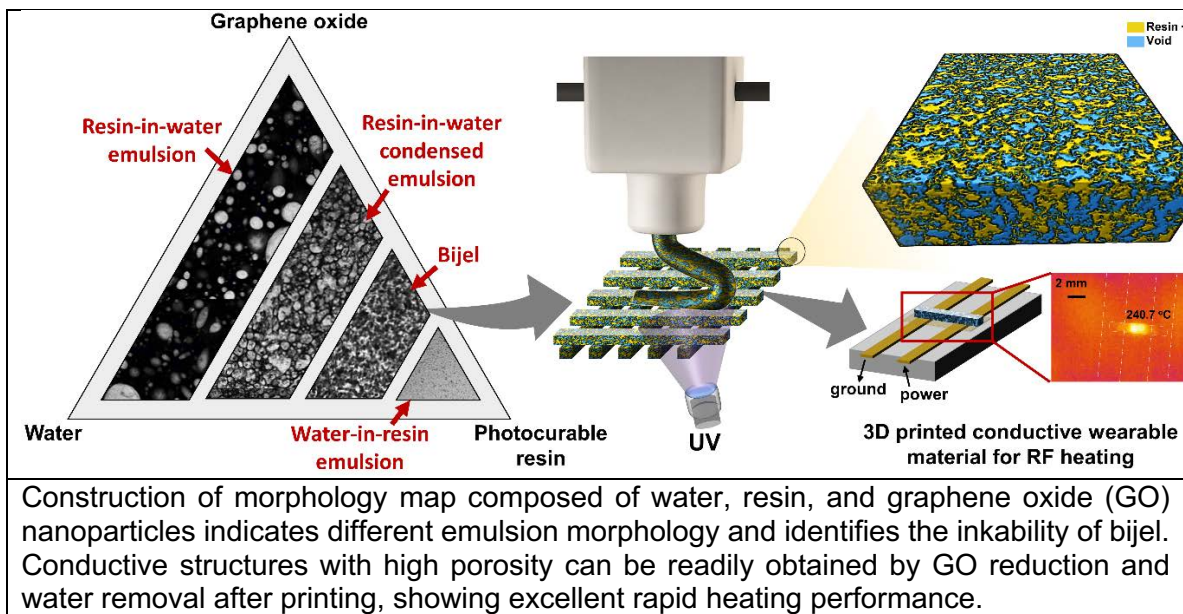 Graphene oxide
Resin
Void
Resin-in-water
emulsion
Resin-in-water
condensed
emulsion
Bijel
Water
Water-in-resin
emulsion
Photocurable
resin
UV
2 mm
240.7 °C
ground
power
3D printed conductive wearable
material for RF heating
Construction of morphology map composed of water, resin, and graphene oxide (GO)
nanoparticles indicates different emulsion morphology and identifies the inkability of bijel.
Conductive structures with high porosity can be readily obtained by GO reduction and
water removal after printing, showing excellent rapid heating performance.